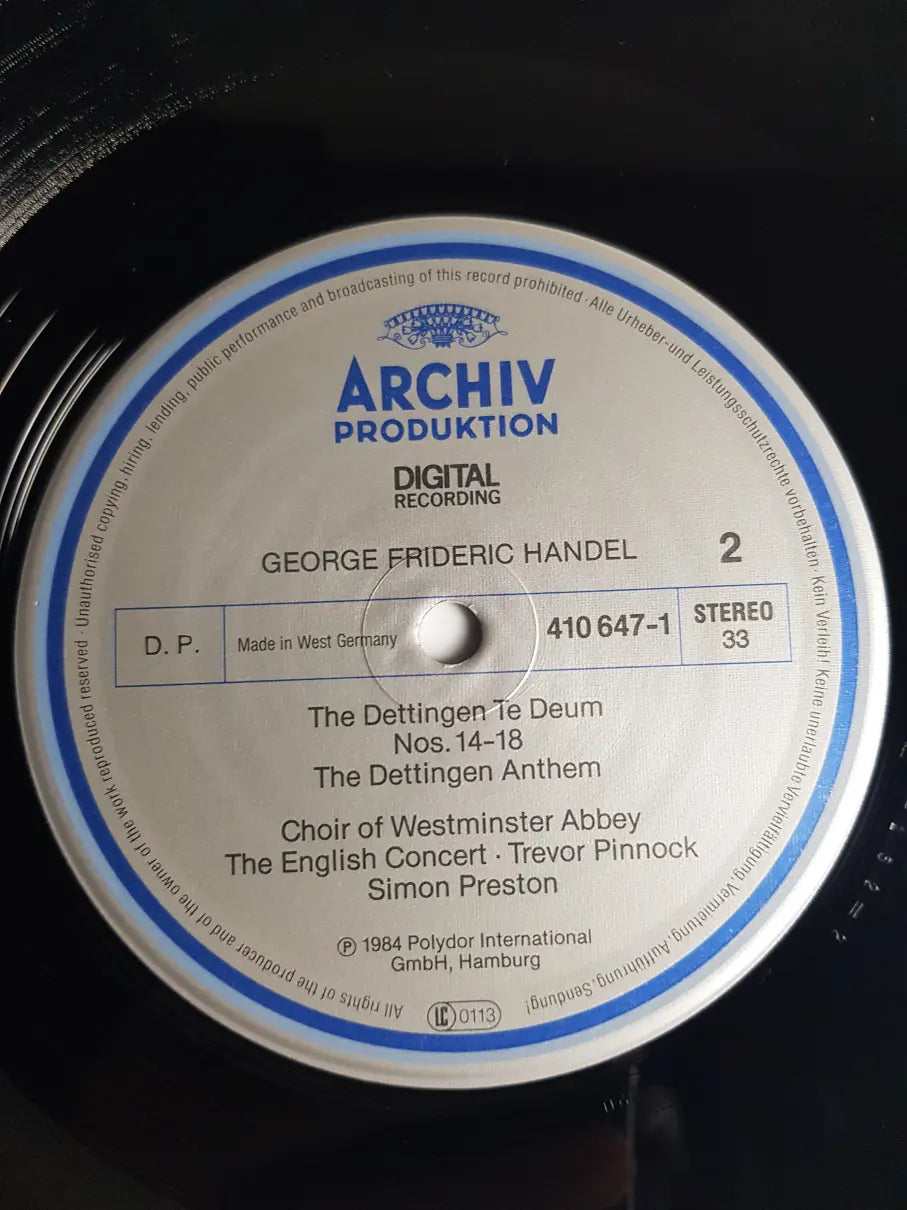 ARCHIV
PRODUKTION
DIGITAL
RECORDING
GEORGE FRIDERIC HANDEL
2
D. P.
Made in West Germany
410 647-1
STEREO
33
The Dettingen Te Deum
Nos. 14-18
The Dettingen Anthem
Choir of Westminster Abbey
The English Concert · Trevor Pinnock
Simon Preston
℗ 1984 Polydor International
GmbH, Hamburg
LC 0113
All rights of the producer and of the owner of the work reproduced reserved · Unauthorised copying, hiring, lending, public performance and broadcasting of this record prohibited · Alle Urheber-und Leistungsschutzrechte vorbehalten · Kein Verleih! Keine unerlaubte Vervielfältigung, Vermietung, Aufführung, Sendung!